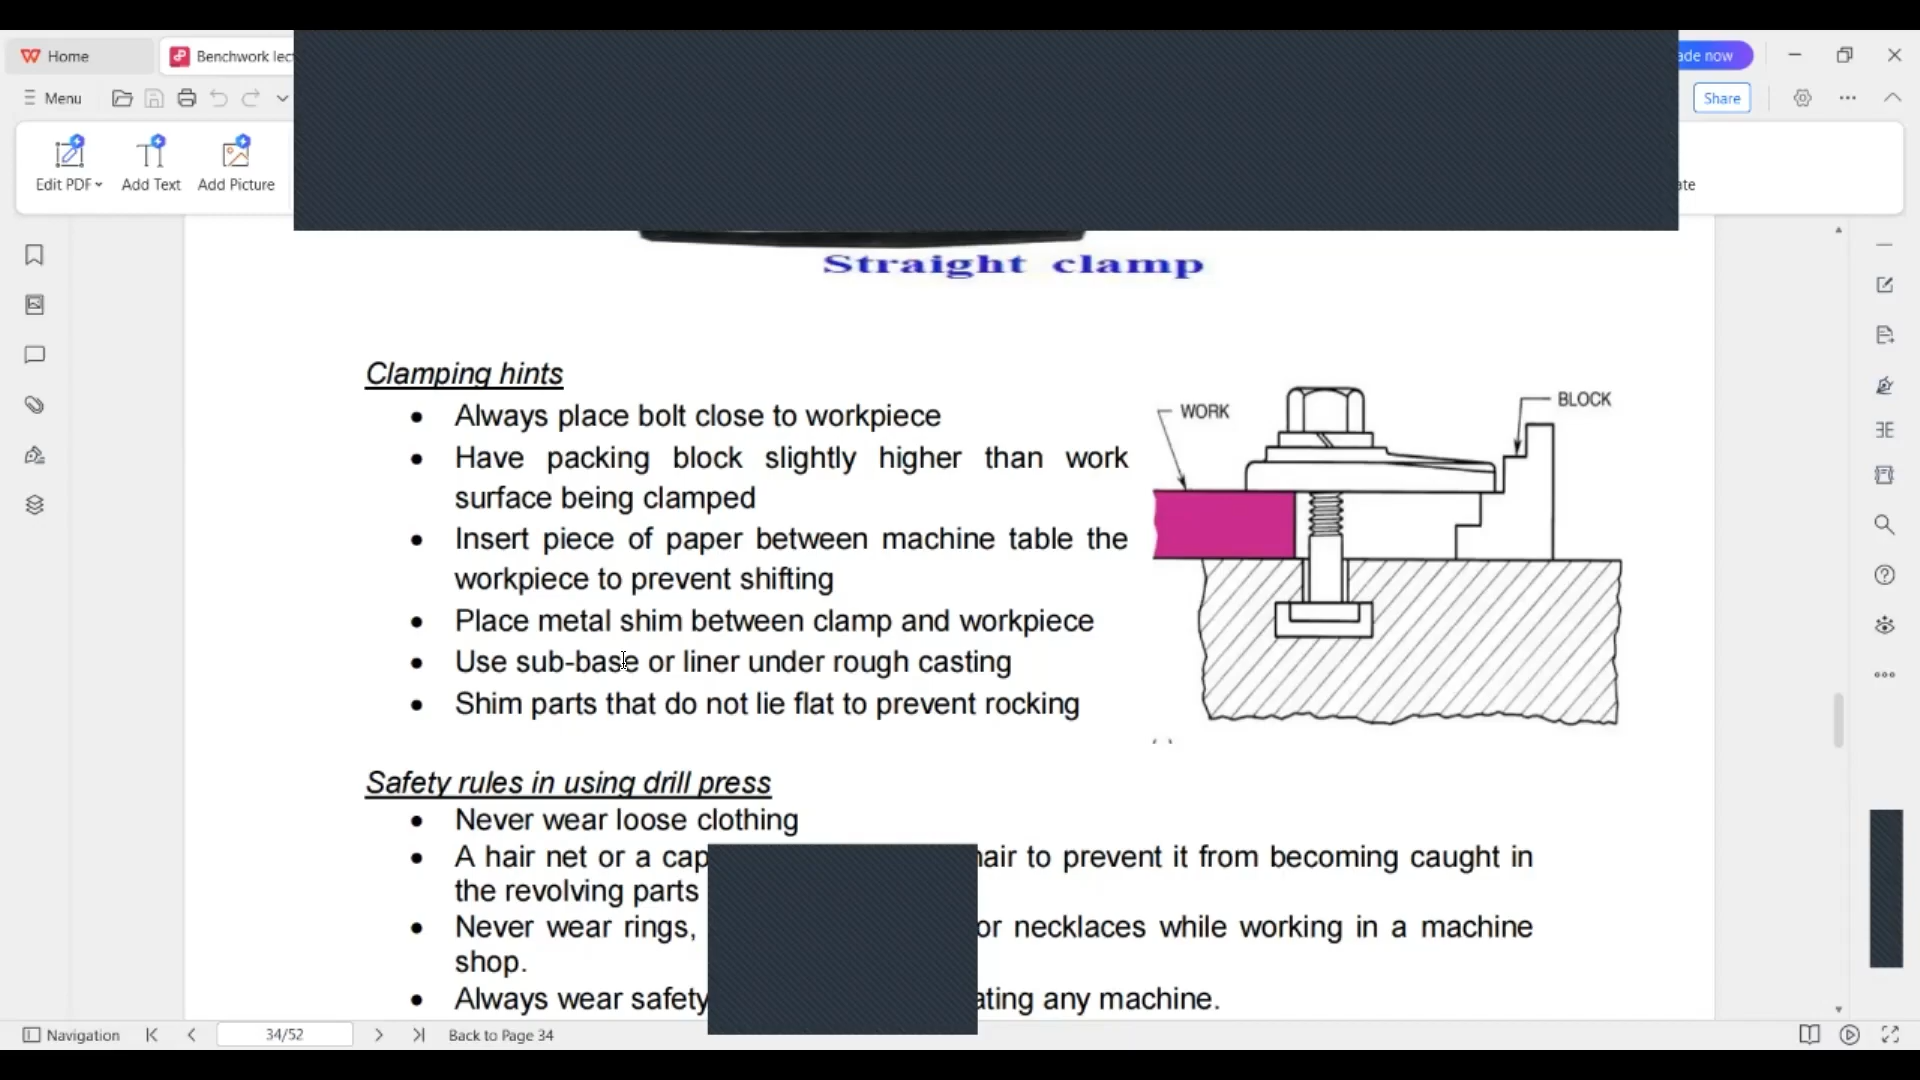 Home
Benchwork lec
ade now
Menu
Share
Edit PDF
Add Text
Add Picture
Straight clamp
Clamping hints
• Always place bolt close to workpiece
• Have packing block slightly higher than work
surface being clamped
• Insert piece of paper between machine table the
workpiece to prevent shifting
• Place metal shim between clamp and workpiece
• Use sub-base or liner under rough casting
• Shim parts that do not lie flat to prevent rocking
WORK
BLOCK
Safety rules in using drill press
• Never wear loose clothing
• A hair net or a cap hair to prevent it from becoming caught in
the revolving parts
• Never wear rings, or necklaces while working in a machine
shop.
• Always wear safety ating any machine.
Navigation
34/52
Back to Page 34